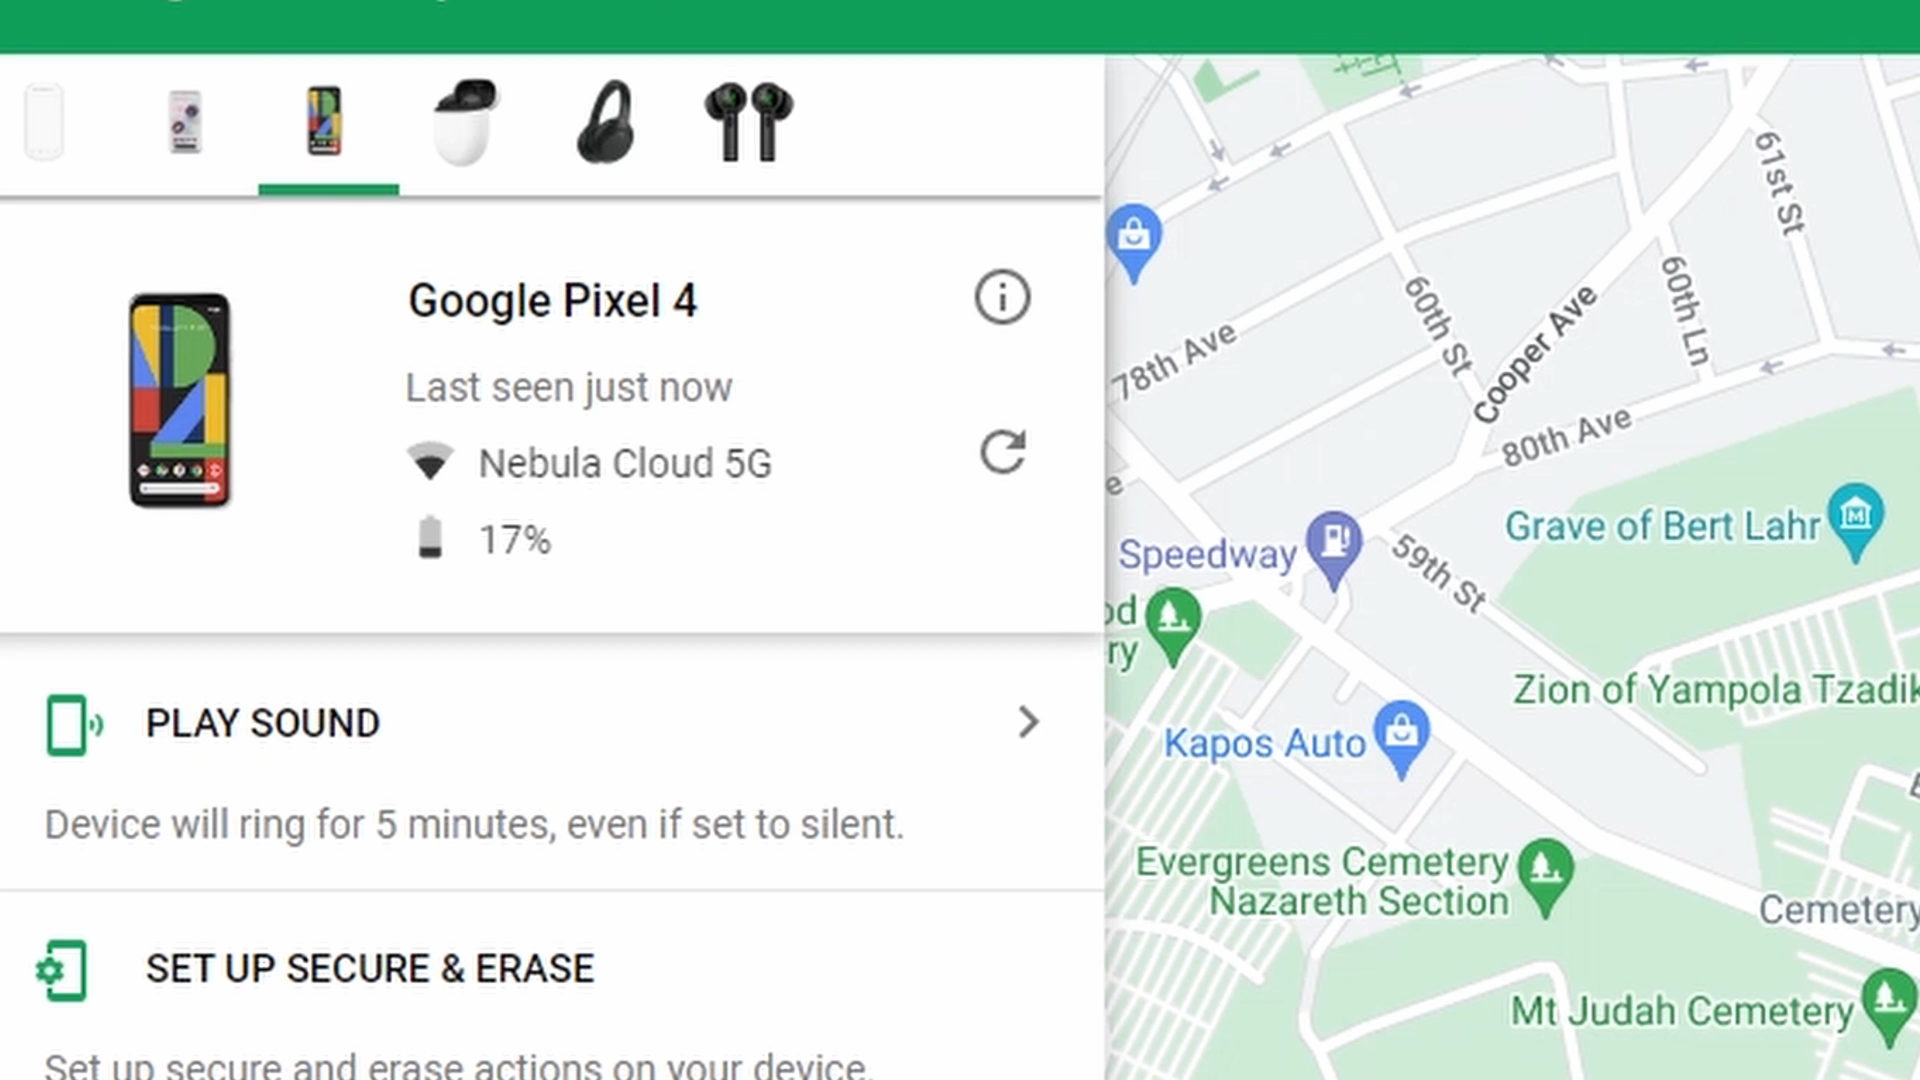 Google Pixel 4
Last seen just now
Nebula Cloud 5G
17%
PLAY SOUND
Device will ring for 5 minutes, even if set to silent.
SET UP SECURE & ERASE
Set up secure and erase actions on your device.
61st St
60th Ln
60th St
Cooper Ave
78th Ave
80th Ave
Grave of Bert Lahr
Speedway
59th St
od
ry
Zion of Yampola Tzadik
Kapos Auto
Evergreens Cemetery
Nazareth Section
Cemetery
Mt Judah Cemetery